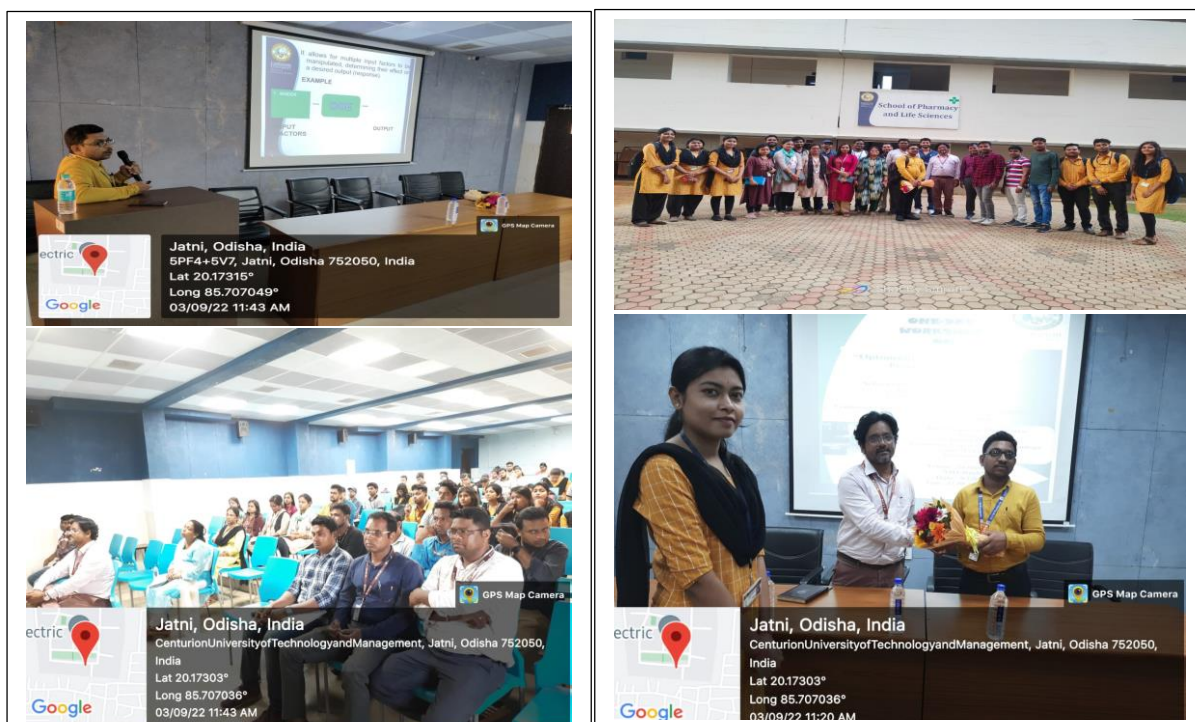 It allows for multiple input factors to be
manipulated, determining their effect on
a desired output (response)
EXAMPLE
OUTPUT
GPS Map Camera
ectric
Google
Jatni, Odisha, India
5PF4+5V7, Jatni, Odisha 752050, India
Lat 20.17315°
Long 85.707049°
03/09/22 11:43 AM
School of Pharmacy
and Life Sciences
GPS Map Camera
ectric
Google
Jatni, Odisha, India
CenturionUniversityofTechnologyandManagement, Jatni, Odisha 752050,
India
Lat 20.17303°
Long 85.707036°
03/09/22 11:43 AM
GPS Map Camera
ectric
Google
Jatni, Odisha, India
CenturionUniversityofTechnologyandManagement, Jatni, Odisha 752050,
India
Lat 20.17303°
Long 85.707036°
03/09/22 11:20 AM